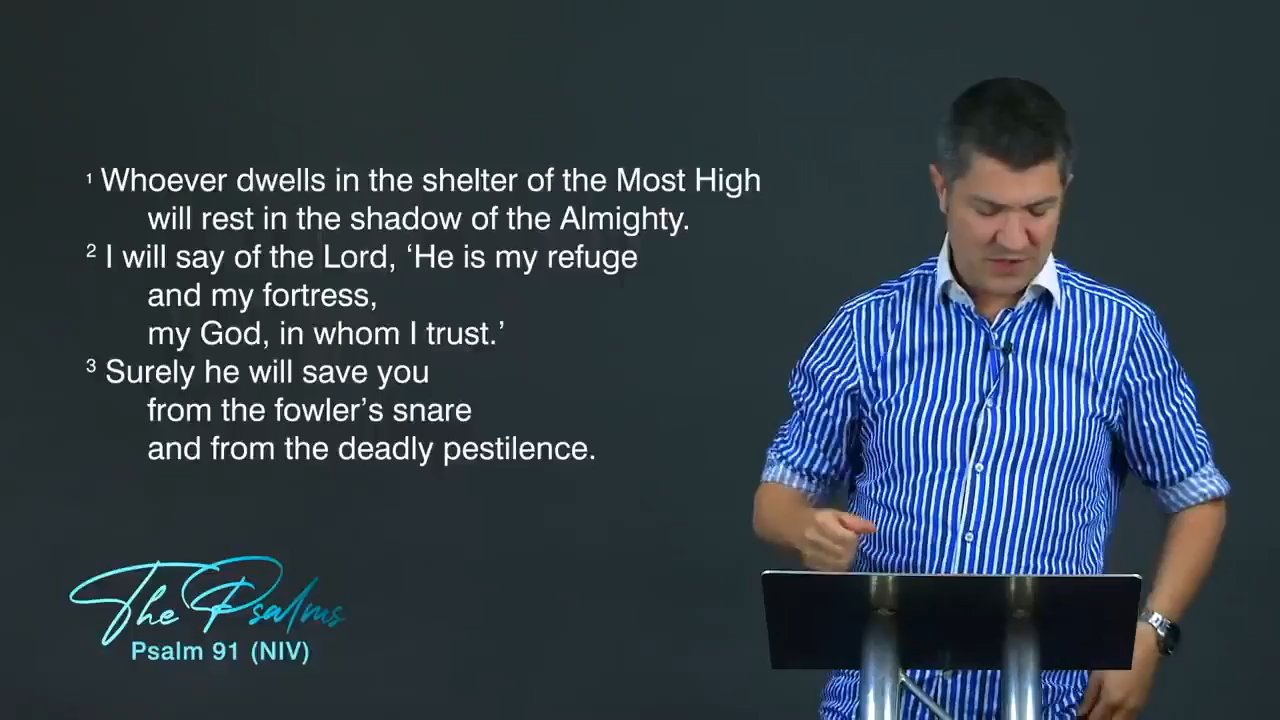 1 Whoever dwells in the shelter of the Most High
will rest in the shadow of the Almighty.
2 I will say of the Lord, ‘He is my refuge
and my fortress,
my God, in whom I trust.’
3 Surely he will save you
from the fowler’s snare
and from the deadly pestilence.
The Psalms
Psalm 91 (NIV)